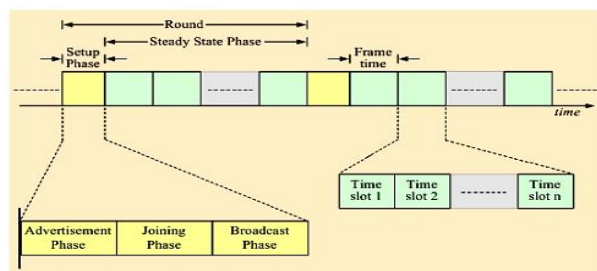 Round
Steady State Phase
Setup
Phase
Frame
time
time
Time
slot 1
Time
slot 2
Time
slot n
Advertisement
Phase
Joining
Phase
Broadcast
Phase